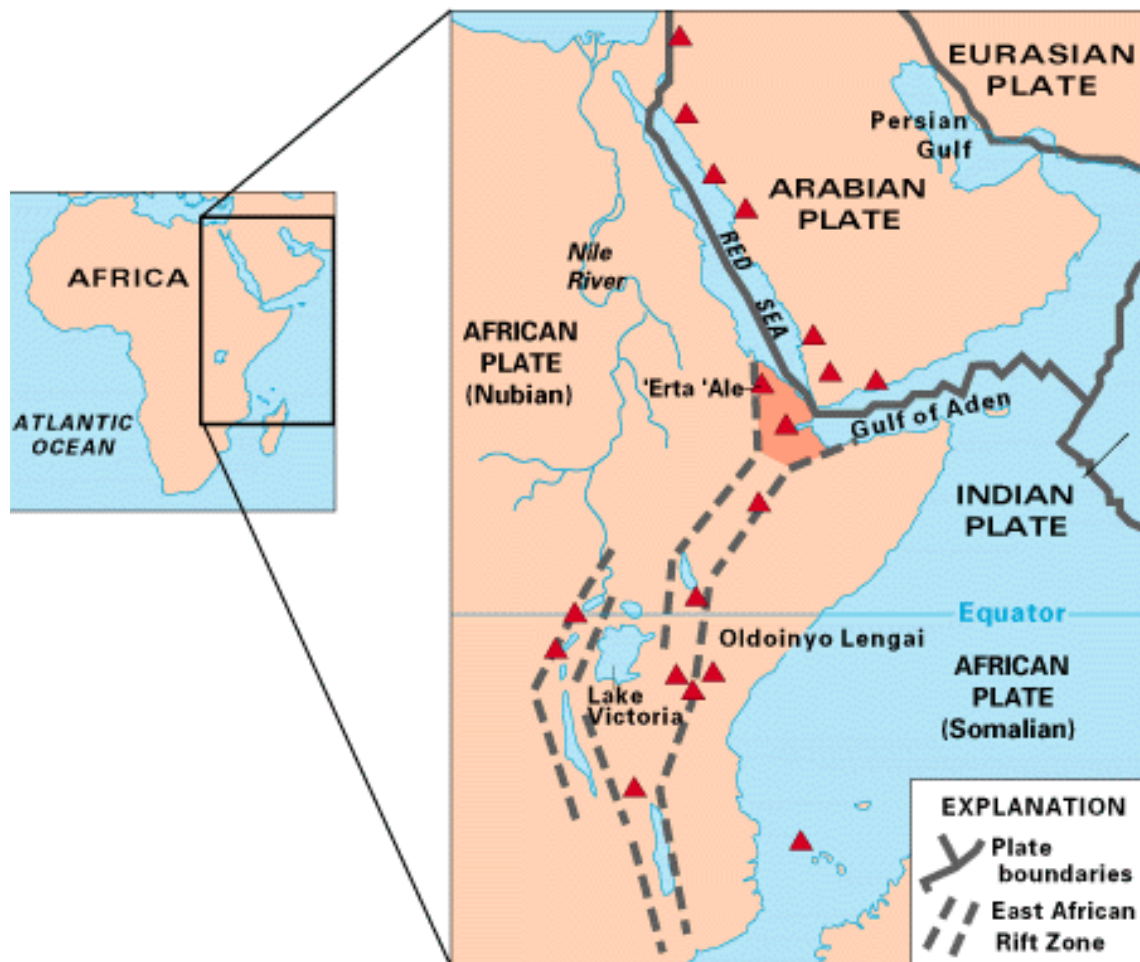 AFRICA
ATLANTIC
OCEAN
EURASIAN
PLATE
Persian
Gulf
ARABIAN
PLATE
RED
SEA
Nile
River
AFRICAN
PLATE
(Nubian)
'Erta 'Ale
Gulf of Aden
INDIAN
PLATE
Equator
Oldoinyo Lengai
Lake
Victoria
AFRICAN
PLATE
(Somalian)
EXPLANATION
Plate
boundaries
East African
Rift Zone